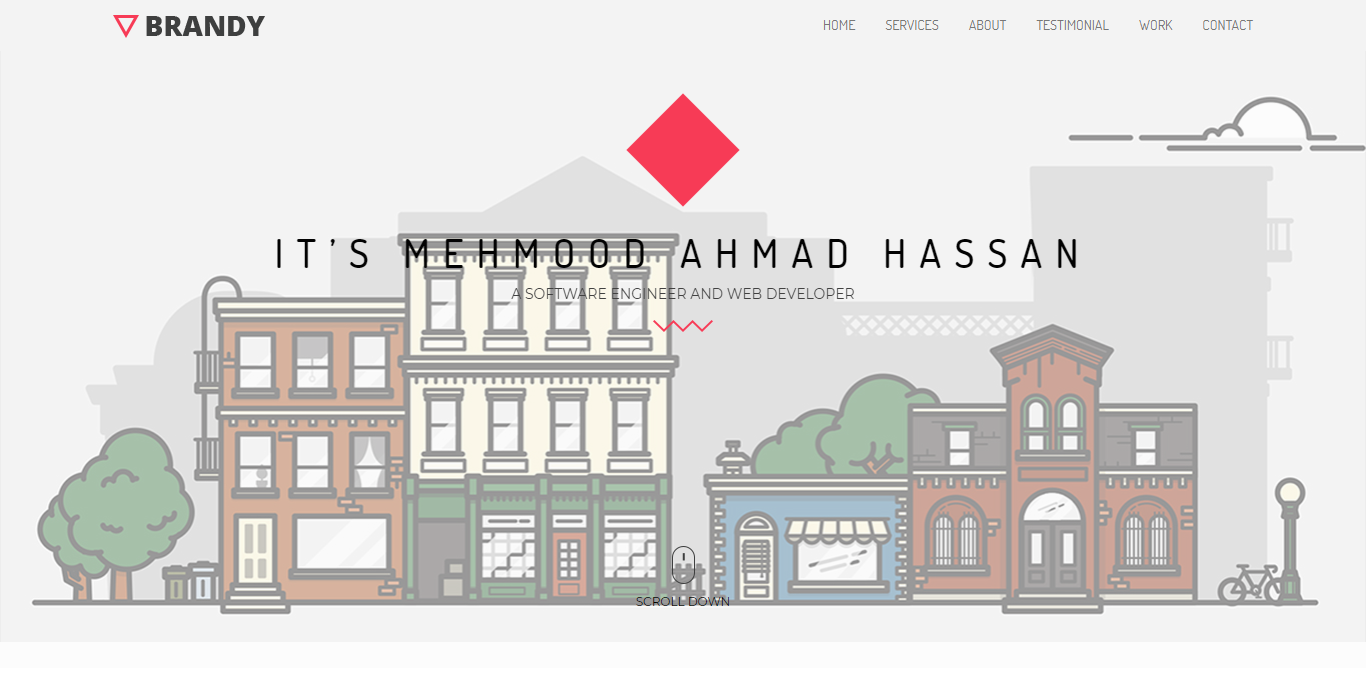 BRANDY
HOME SERVICES ABOUT TESTIMONIAL WORK CONTACT
IT'S MEHMOOD AHMAD HASSAN
A SOFTWARE ENGINEER AND WEB DEVELOPER
SCROLL DOWN